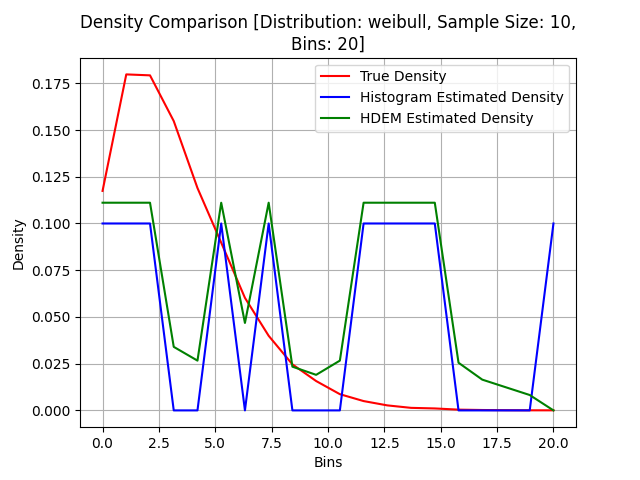 Density Comparison [Distribution: weibull, Sample Size: 10,
Bins: 20]
True Density
Histogram Estimated Density
HDEM Estimated Density
Density
0.175
0.150
0.125
0.100
0.075
0.050
0.025
0.000
0.0 2.5 5.0 7.5 10.0 12.5 15.0 17.5 20.0
Bins